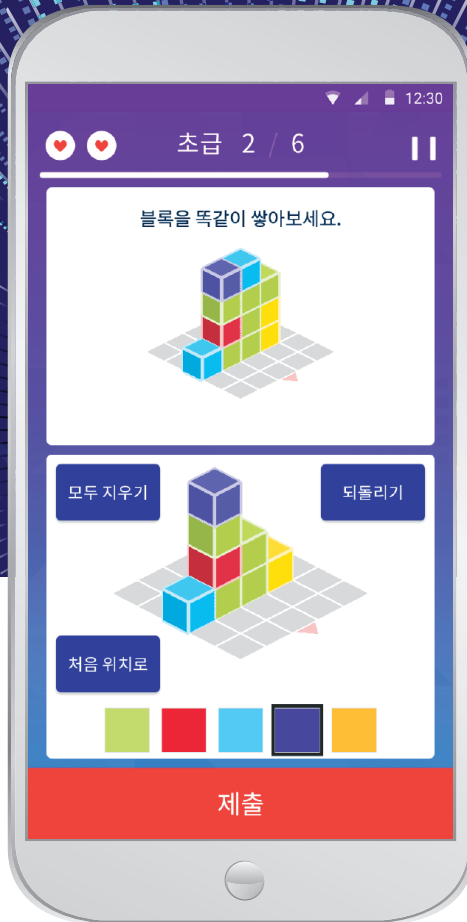 12:30
초급 2 / 6
블록을 똑같이 쌓아보세요.
모두 지우기
되돌리기
처음 위치로
제출